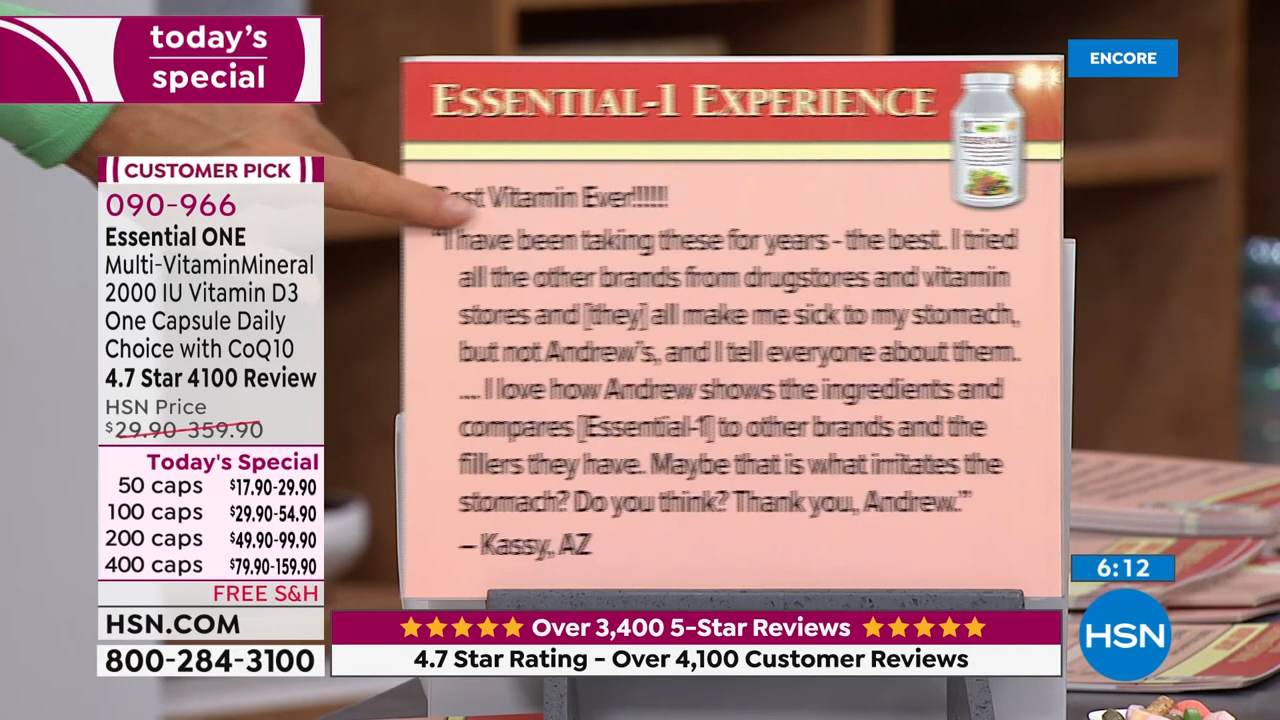 today's
special
ENCORE
ESSENTIAL-1 EXPERIENCE
CUSTOMER PICK
090-966
Essential ONE
Multi-VitaminMineral
2000 IU Vitamin D3
One Capsule Daily
Choice with CoQ10
4.7 Star 4100 Review
HSN Price
$29.90-359.90
Today's Special
50 caps $17.90-29.90
100 caps $29.90-54.90
200 caps $49.90-99.90
400 caps $79.90-159.90
FREE S&H
HSN.COM
800-284-3100
Vitamin Ever!!!!!
"I have been taking these for years - the best. I tried
all the other brands from drugstores and vitamin
stores and [they] all make me sick to my stomach,
but not Andrew's, and I tell everyone about them.
.... I love how Andrew shows the ingredients and
compares [Essential-1] to other brands and the
fillers they have. Maybe that is what irritates the
stomach? Do you think? Thank you, Andrew."
– Kassy, AZ
6:12
HSN
Over 3,400 5-Star Reviews
4.7 Star Rating – Over 4,100 Customer Reviews